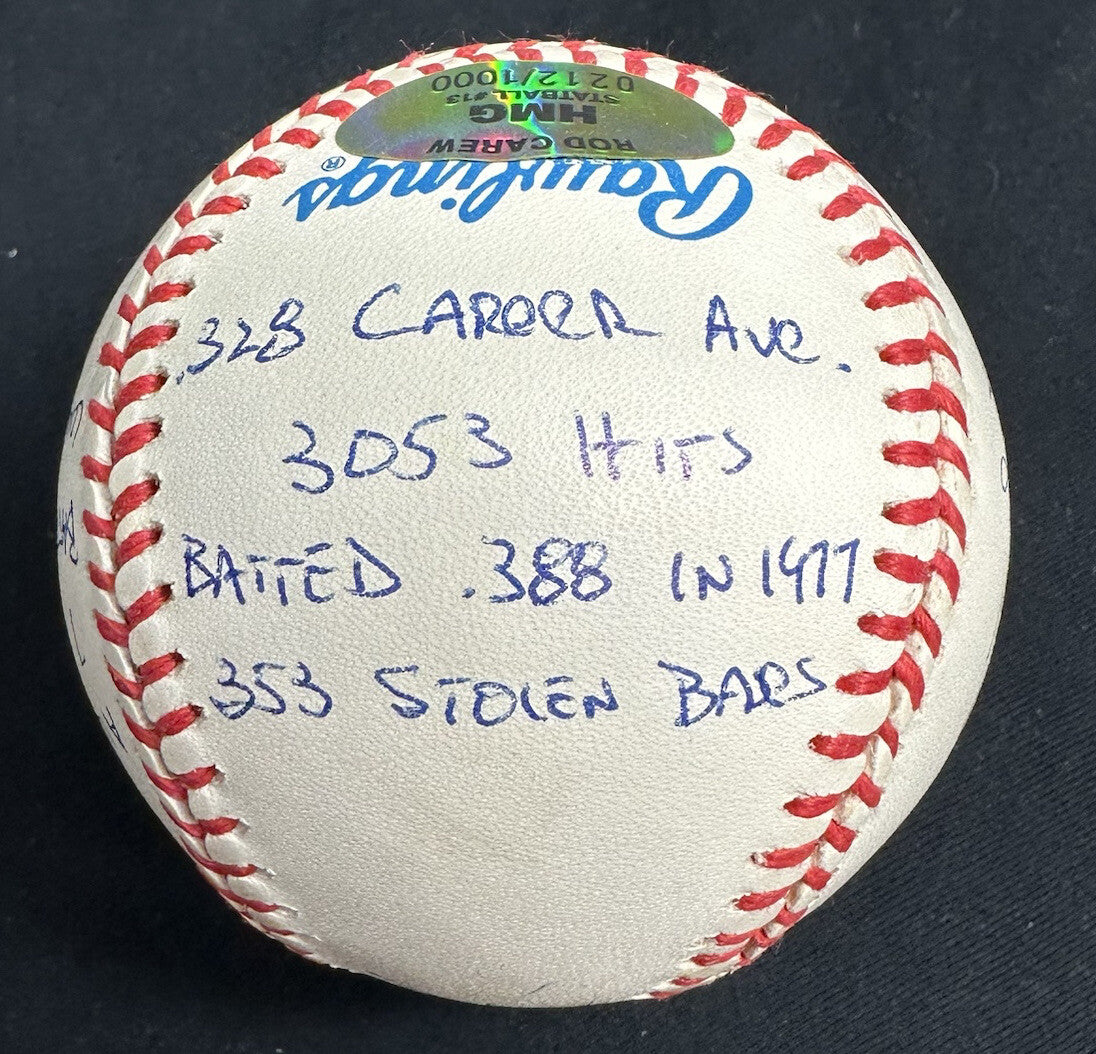 ROD CAREW
HMG
STATBALL #13
0212/1000
Rawlings®
.328 CAREER AVE.
3053 HITS
BATTED .388 IN 1977
353 STOLEN BASES